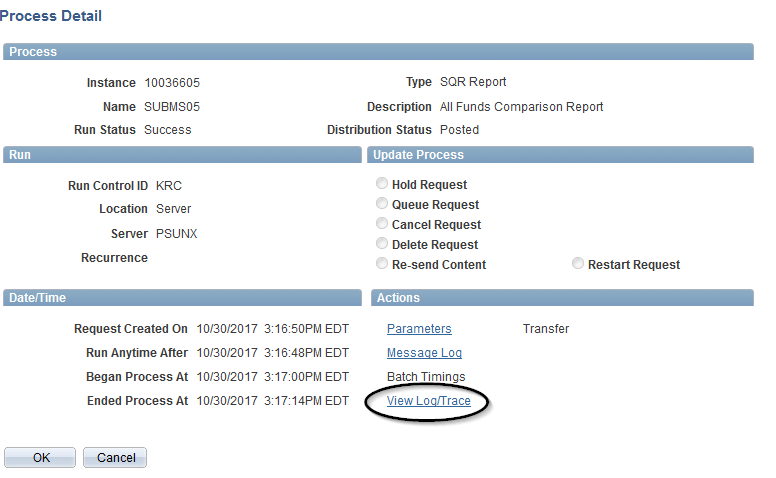 Process Detail
Process
Instance 10036605 Type SQR Report
Name SUBMS05 Description All Funds Comparison Report
Run Status Success Distribution Status Posted
Run
Run Control ID KRC
Location Server
Server PSUNX
Recurrence
Update Process
Hold Request
Queue Request
Cancel Request
Delete Request
Re-send Content Restart Request
Date/Time
Request Created On 10/30/2017 3:16:50PM EDT
Run Anytime After 10/30/2017 3:16:48PM EDT
Began Process At 10/30/2017 3:17:00PM EDT
Ended Process At 10/30/2017 3:17:14PM EDT
Actions
Parameters Transfer
Message Log
Batch Timings
View Log/Trace
OK Cancel